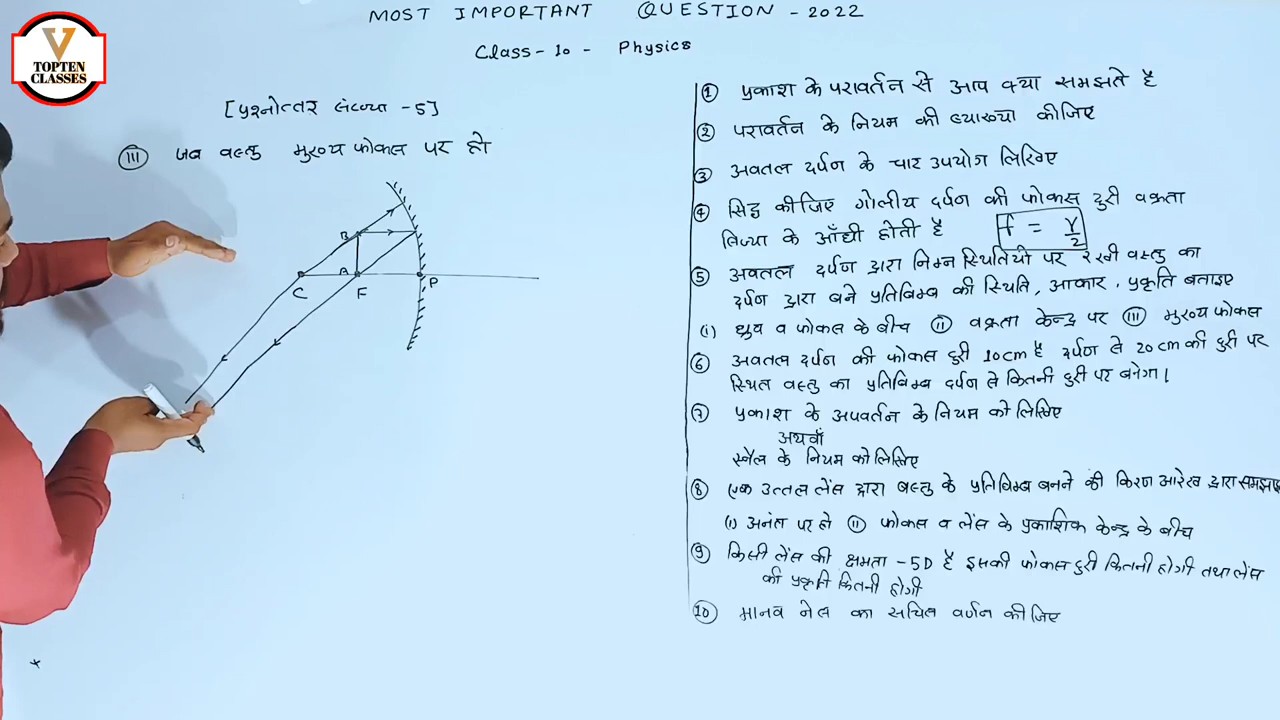 MOST IMPORTANT QUESTION - 2022
Class - 10 - Physics
V
TOPTEN
CLASSES
[प्रश्नोत्तर संख्या - 5]
(III) जब वस्तु मुख्य फोकस पर हो
B
A
C F P
① प्रकाश के परावर्तन से आप क्या समझते है
② परावर्तन के नियम की व्याख्या कीजिए
③ अवतल दर्पण के चार उपयोग लिखिए
④ सिद्ध कीजिए गोलीय दर्पण की फोकस दुरी वक्रता
त्रिज्या के आँधी होती है f = r/2
⑤ अवतल दर्पण द्वारा निम्न स्थितियों पर रखी वस्तु का
दर्पण द्वारा बने प्रतिबिम्ब की स्थिति, आकार, प्रकृति बताइए
(i) ध्रुव व फोकस के बीच (II) वक्रता केन्द्र पर (III) मुख्य फोकस
⑥ अवतल दर्पण की फोकस दुरी 10cm है दर्पण से 20cm की दुरी पर
स्थित वस्तु का प्रतिबिम्ब दर्पण से कितनी दुरी पर बनेगा।
⑦ प्रकाश के अपवर्तन के नियम को लिखिए
अथवाँ
स्नैल के नियम को लिखिए
⑧ एक उत्तल लेंस द्वारा वस्तु के प्रतिबिम्ब बनने की किरण आरेख द्वारा समझाए
(i) अनंत पर हो (II) फोकस व लेंस के प्रकाशिक केन्द्र के बीच
⑨ किसी लेंस की क्षमता -5D है इसकी फोकस दुरी कितनी होगी तथा लेंस
की प्रकृति कितनी होगी
⑩ मानव नेत्र का सचित्र वर्णन कीजिए